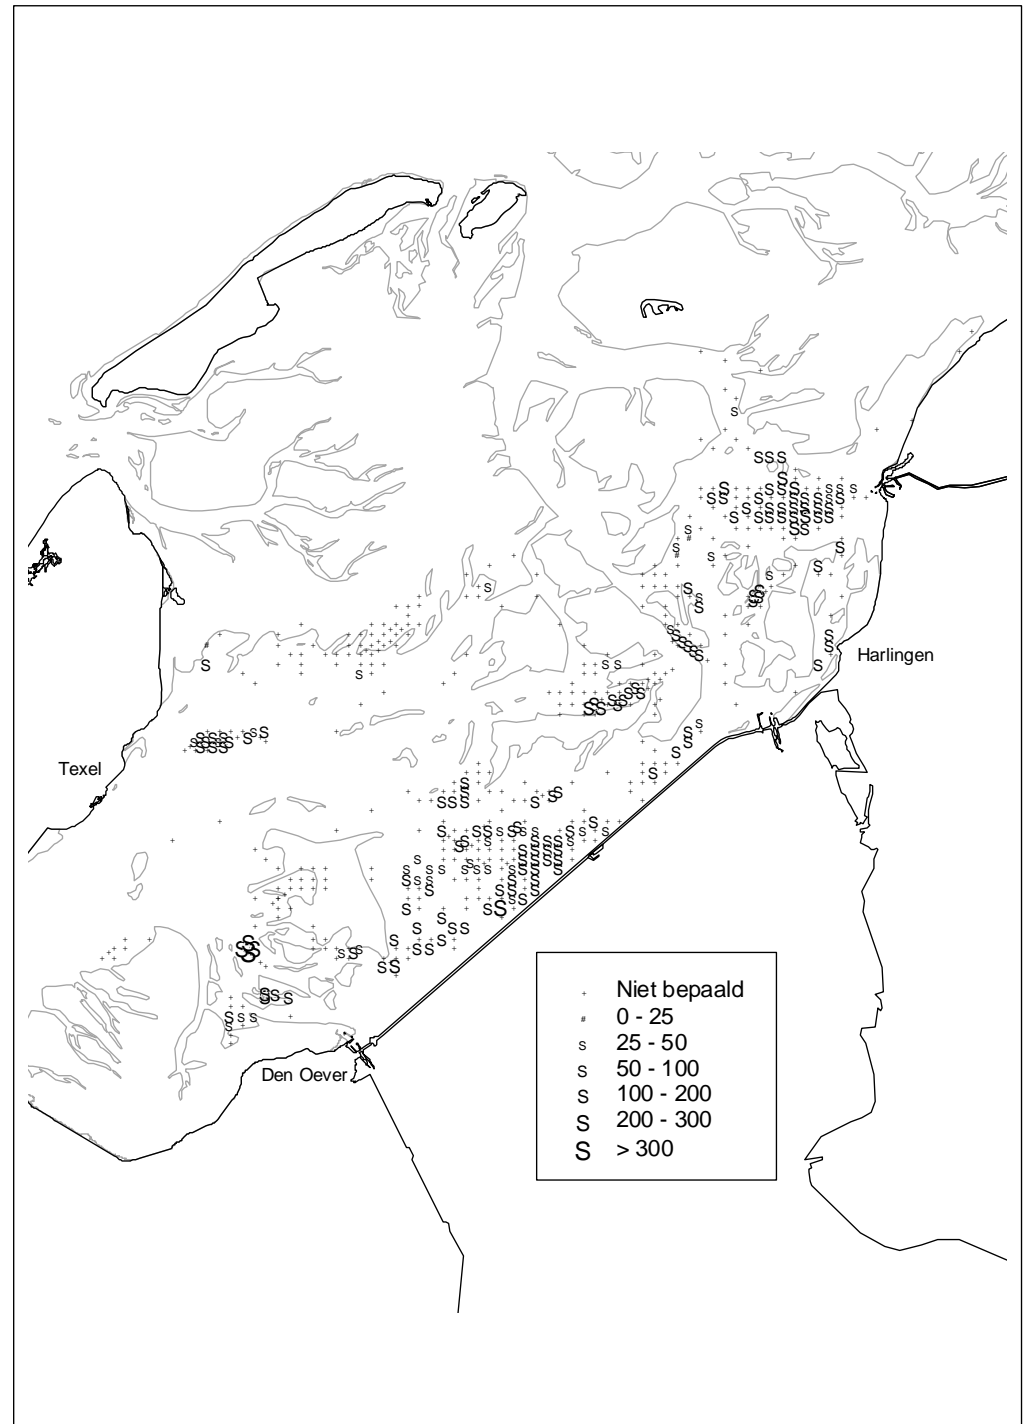 Harlingen
Texel
Den Oever
+ Niet bepaald
# 0 - 25
S 25 - 50
S 50 - 100
S 100 - 200
S 200 - 300
S > 300